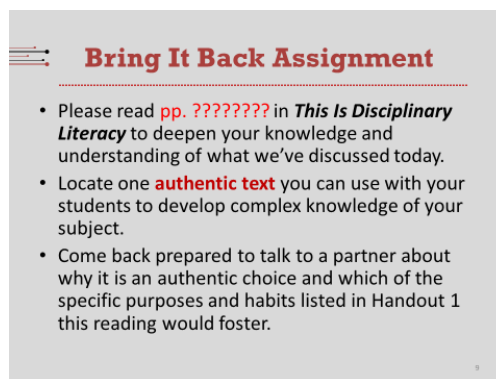 Bring It Back Assignment
• Please read pp. ???????? in This Is Disciplinary
Literacy to deepen your knowledge and
understanding of what we've discussed today.
• Locate one authentic text you can use with your
students to develop complex knowledge of your
subject.
• Come back prepared to talk to a partner about
why it is an authentic choice and which of the
specific purposes and habits listed in Handout 1
this reading would foster.
9